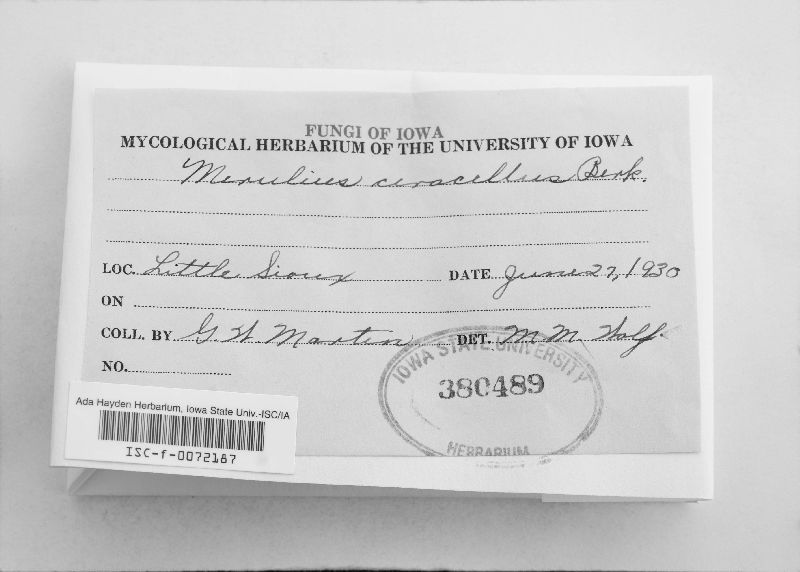 FUNGI OF IOWA
MYCOLOGICAL HERBARIUM OF THE UNIVERSITY OF IOWA
Merulius ceracellus Berk.
LOC. Little Sioux DATE June 27, 1930
ON
COLL. BY G W Martin DET. M. M. Wolf
NO.
IOWA STATE UNIVERSITY
380489
HERBARIUM
Ada Hayden Herbarium, Iowa State Univ.-ISC/IA
ISC-f-0072187